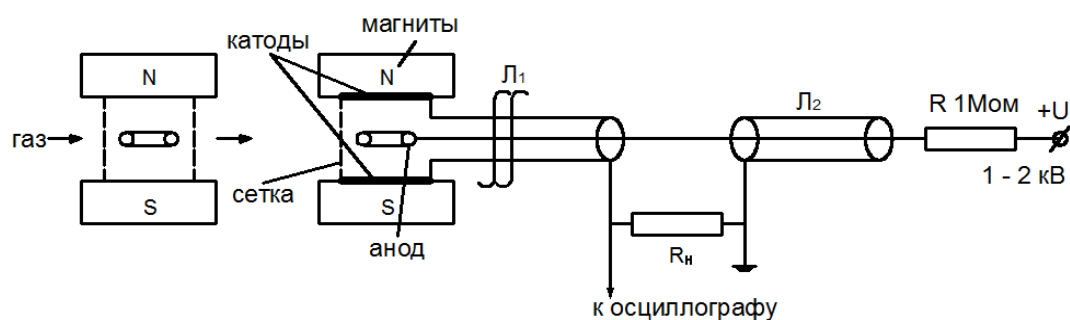 магниты
катоды
N
N
Л1
Л2
R 1Мом
+U
газ
1 - 2 кВ
сетка
S
S
анод
Rн
к осциллографу